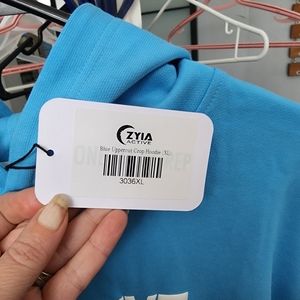 ZYIA
ACTIVE
Blue Uppercut Crop Hoodie (XL)
3036XL